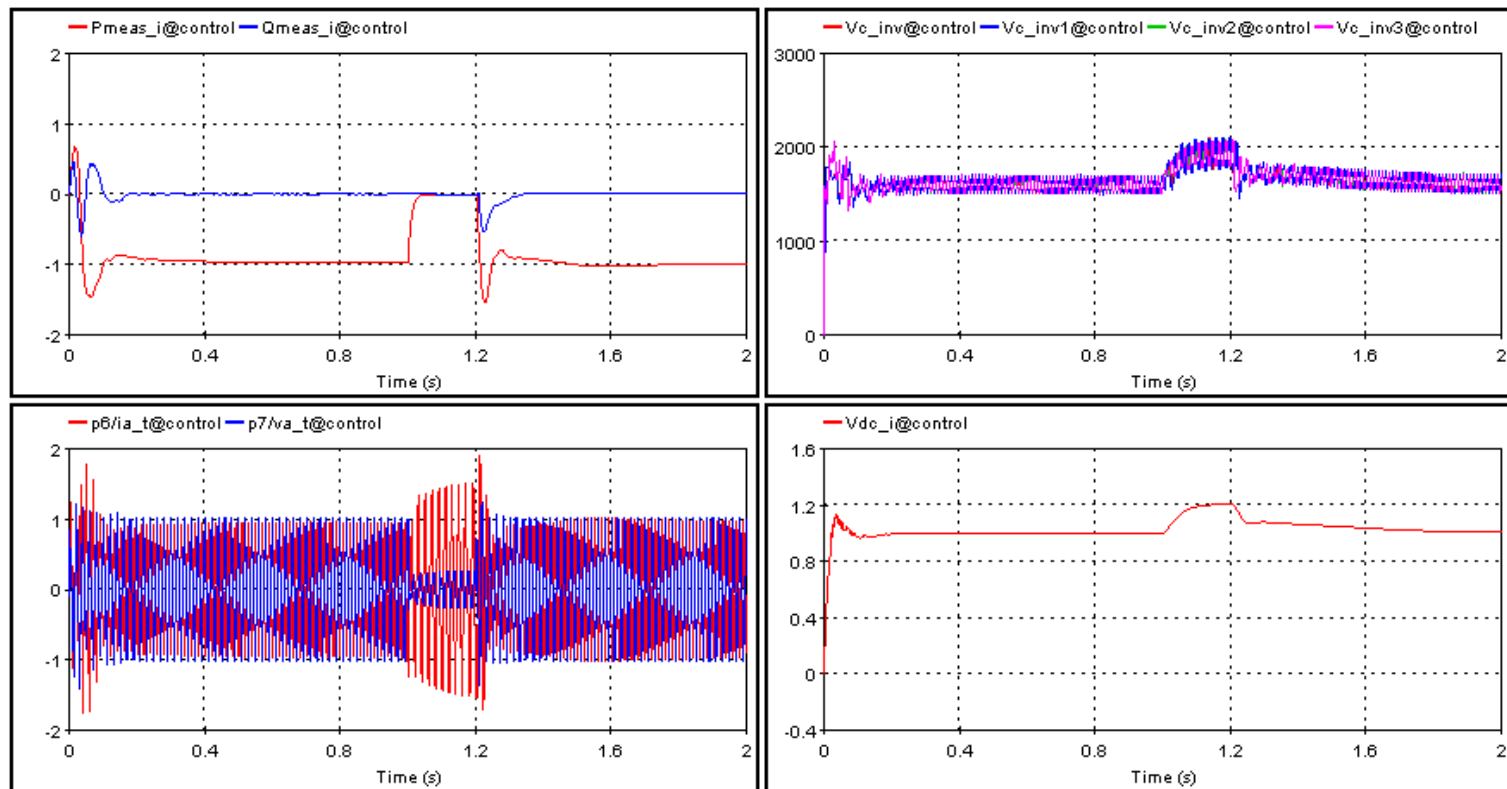 Pmeas_i@control Qmeas_i@control
2
1
0
-1
-2
0 0.4 0.8 1.2 1.6 2
Time (s)
Vc_inv@control Vc_inv1@control Vc_inv2@control Vc_inv3@control
3000
2000
1000
0
0 0.4 0.8 1.2 1.6 2
Time (s)
p6/ia_t@control p7/va_t@control
2
1
0
-1
-2
0 0.4 0.8 1.2 1.6 2
Time (s)
Vdc_i@control
1.6
1.2
0.8
0.4
0
-0.4
0 0.4 0.8 1.2 1.6 2
Time (s)